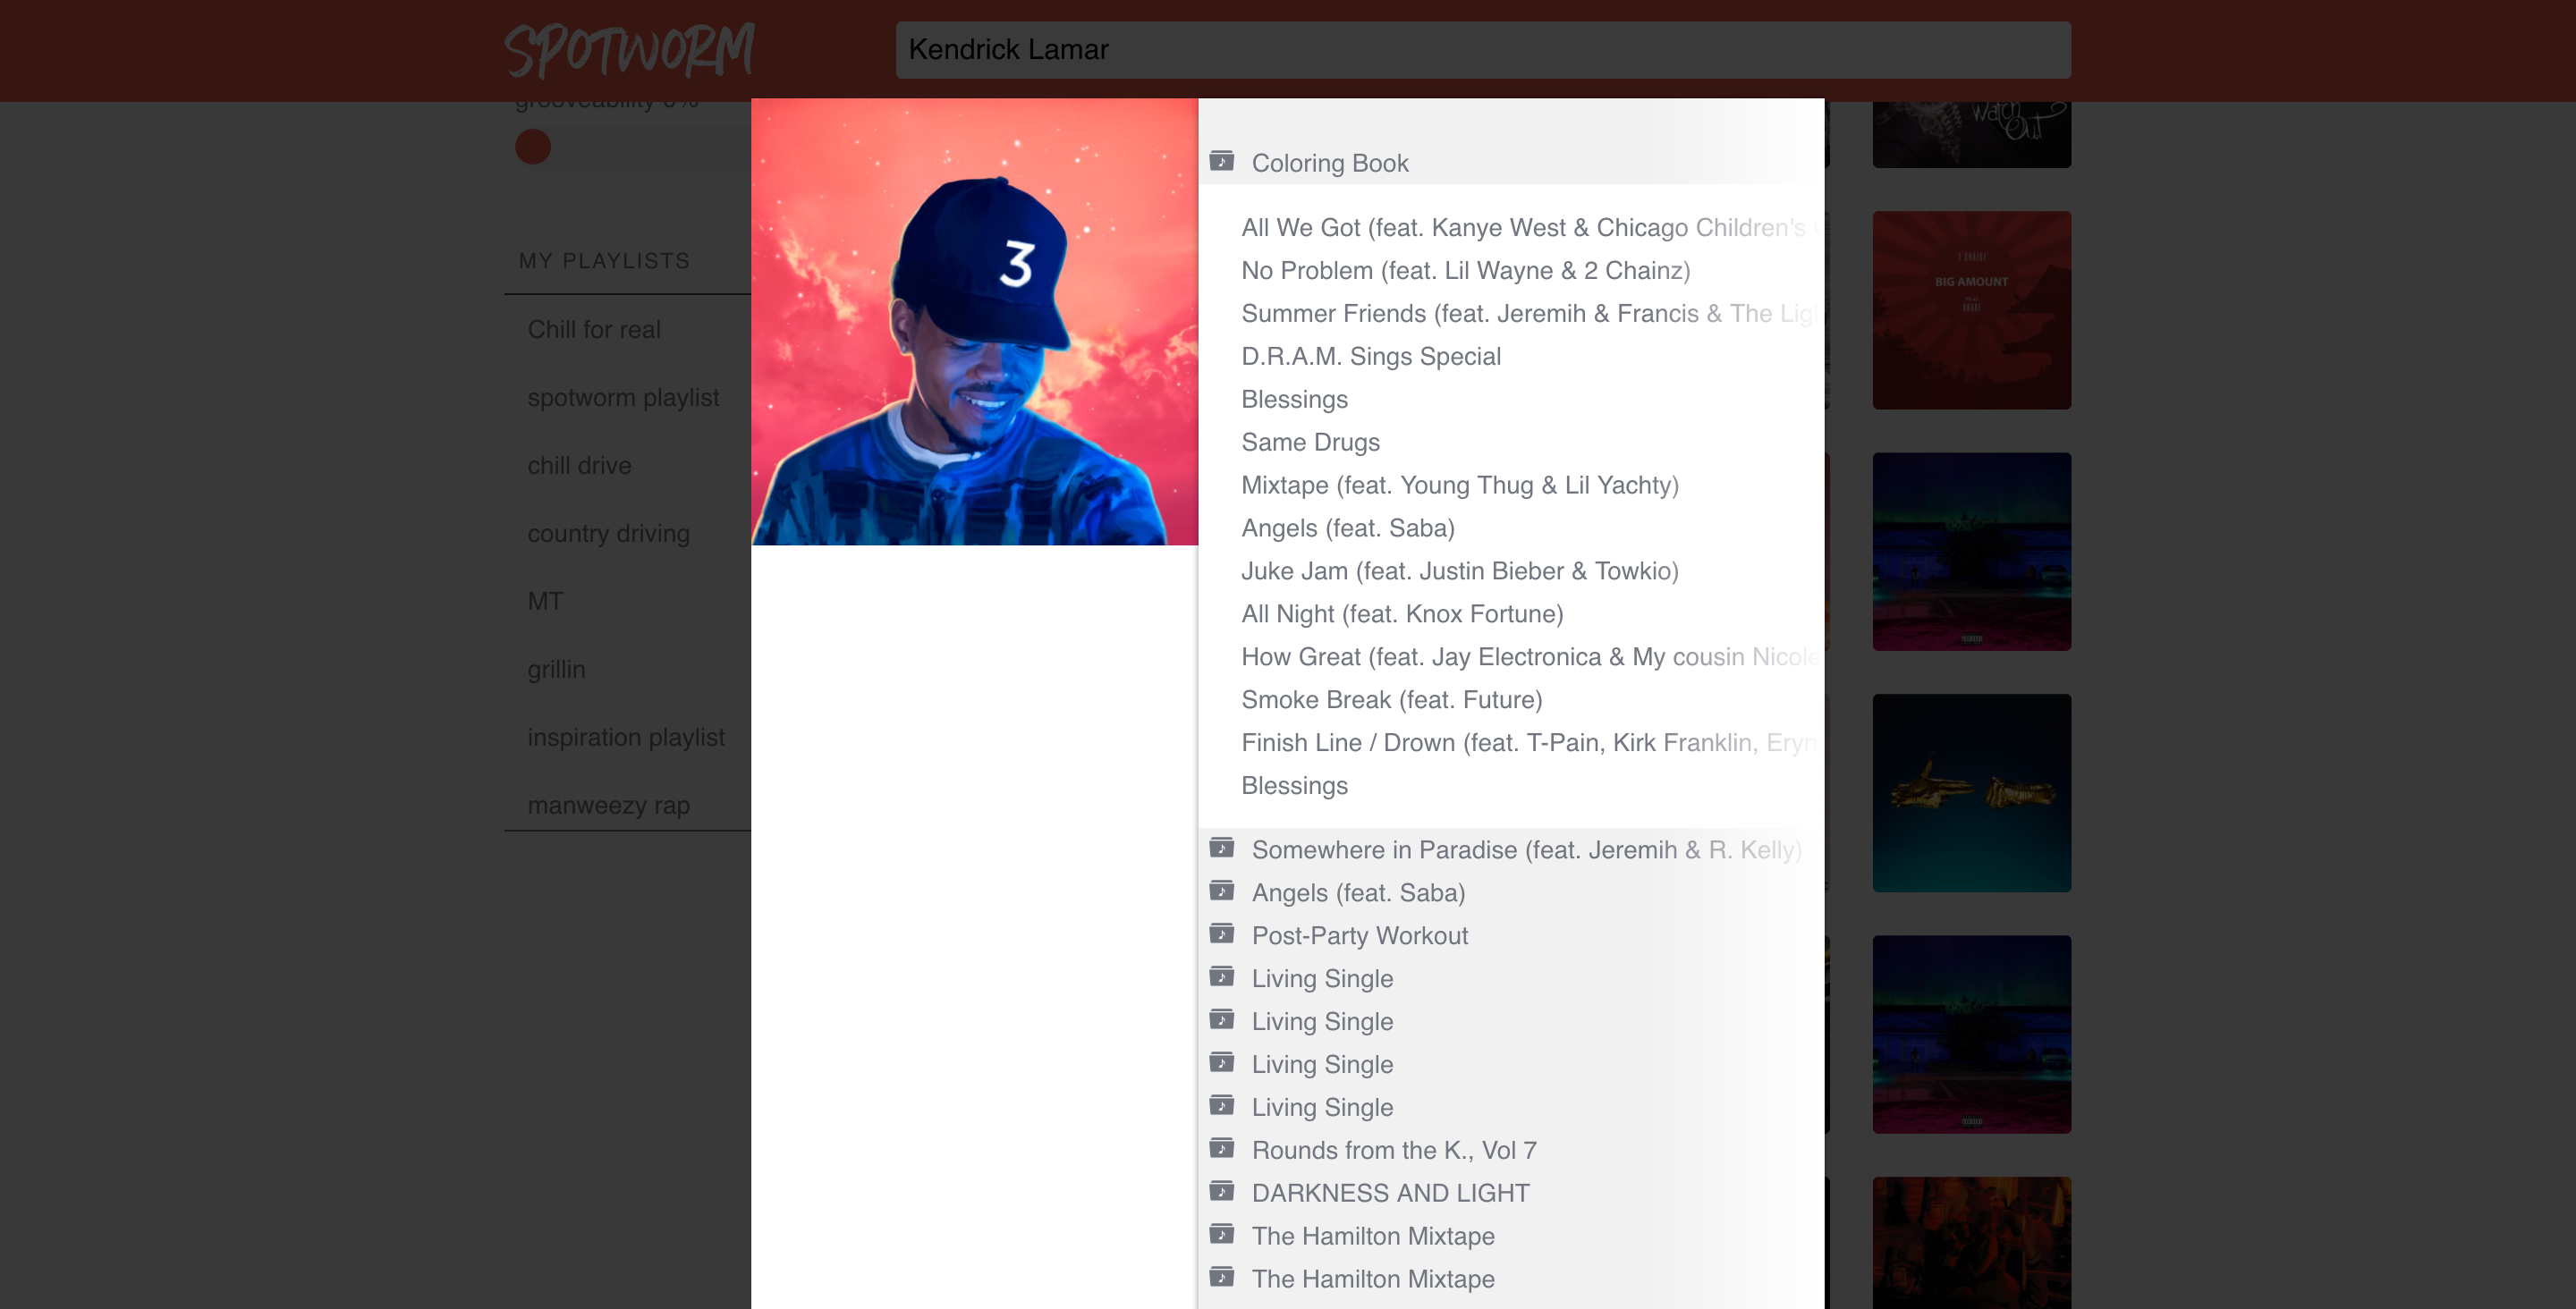 SPOTWORM
Kendrick Lamar
grooveability 0%
MY PLAYLISTS
Chill for real
spotworm playlist
chill drive
country driving
MT
grillin
inspiration playlist
manweezy rap
3
Coloring Book
All We Got (feat. Kanye West & Chicago Children's
No Problem (feat. Lil Wayne & 2 Chainz)
Summer Friends (feat. Jeremih & Francis & The Lig
D.R.A.M. Sings Special
Blessings
Same Drugs
Mixtape (feat. Young Thug & Lil Yachty)
Angels (feat. Saba)
Juke Jam (feat. Justin Bieber & Towkio)
All Night (feat. Knox Fortune)
How Great (feat. Jay Electronica & My cousin Nicole
Smoke Break (feat. Future)
Finish Line / Drown (feat. T-Pain, Kirk Franklin, Eryn
Blessings
Somewhere in Paradise (feat. Jeremih & R. Kelly)
Angels (feat. Saba)
Post-Party Workout
Living Single
Living Single
Living Single
Living Single
Rounds from the K., Vol 7
DARKNESS AND LIGHT
The Hamilton Mixtape
The Hamilton Mixtape
Watch
Out
2 CHAINZ
BIG AMOUNT